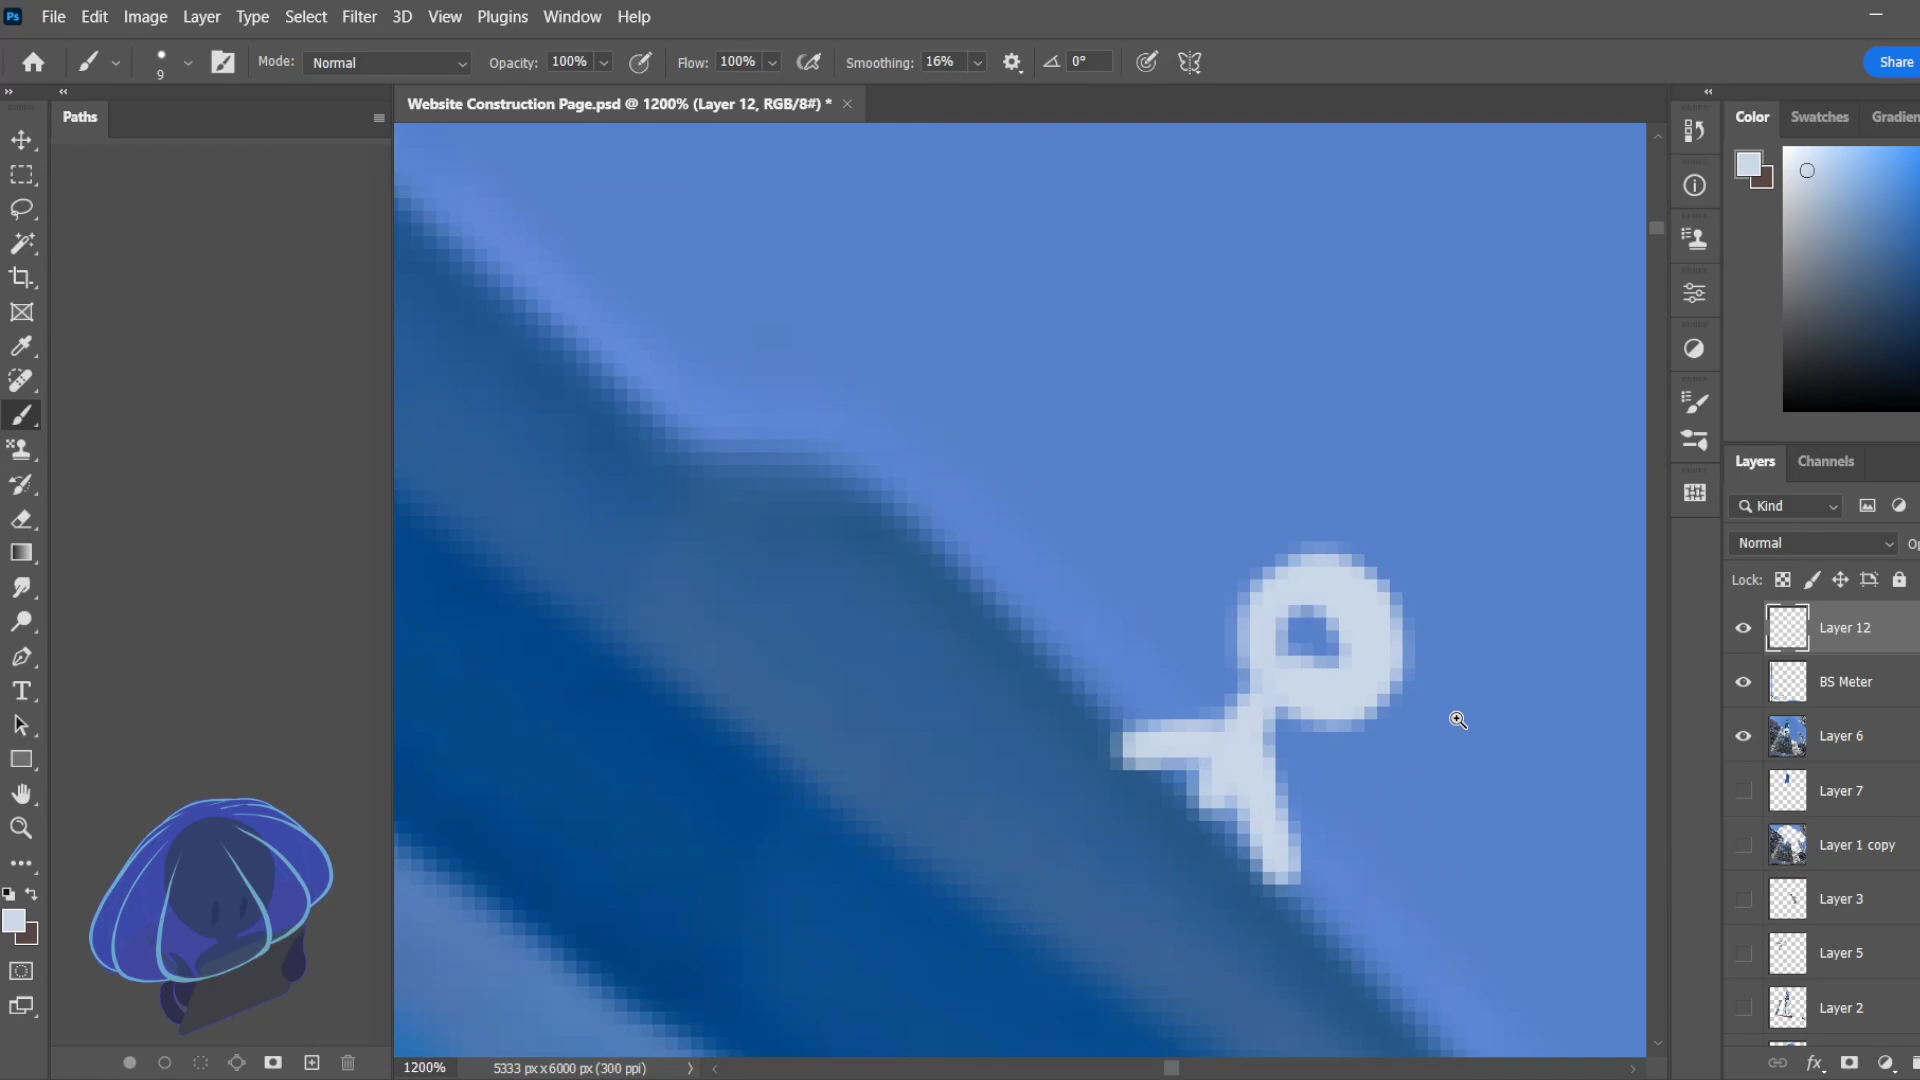 Ps File Edit Image Layer Type Select Filter 3D View Plugins Window Help
9 Mode: Normal Opacity: 100% Flow: 100% Smoothing: 16% 0° Share
Paths
Website Construction Page.psd @ 1200% (Layer 12, RGB/8#) *
Color Swatches
Layers Channels
Kind
Normal
Lock:
Layer 12
BS Meter
Layer 6
Layer 7
Layer 1 copy
Layer 3
Layer 5
Layer 2
1200% 5333 px x 6000 px (300 ppi)
fx